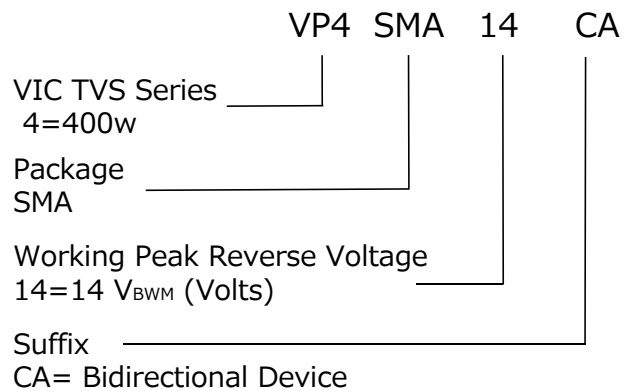 VP4 SMA 14 CA
VIC TVS Series
4=400w
Package
SMA
Working Peak Reverse Voltage
14=14 VBWM (Volts)
Suffix
CA= Bidirectional Device